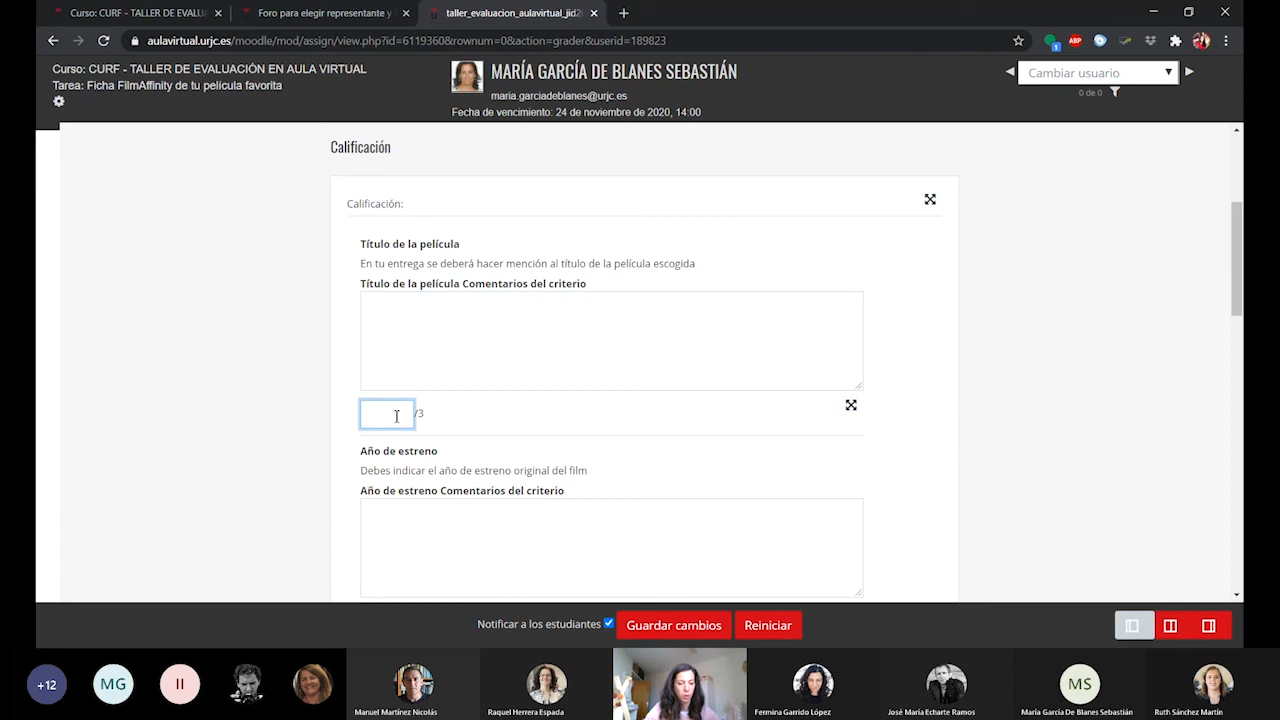 Curso: CURF - TALLER DE EVALU
Foro para elegir representante y
taller_evaluacion_aulavirtual_jid2
aulavirtual.urjc.es/moodle/mod/assign/view.php?id=6119360&rownum=0&action=grader&userid=189823
1
ABP
Curso: CURF - TALLER DE EVALUACIÓN EN AULA VIRTUAL
Tarea: Ficha FilmAffinity de tu película favorita
MARÍA GARCÍA DE BLANES SEBASTIÁN
maria.garciadeblanes@urjc.es
Fecha de vencimiento: 24 de noviembre de 2020, 14:00
Cambiar usuario
0 de 0
Calificación
Calificación:
Título de la película
En tu entrega se deberá hacer mención al título de la película escogida
Título de la película Comentarios del criterio
/3
Año de estreno
Debes indicar el año de estreno original del film
Año de estreno Comentarios del criterio
Notificar a los estudiantes
Guardar cambios
Reiniciar
+12
MG
II
MS
Manuel Martínez Nicolás
Raquel Herrera Espada
Fermina Garrido López
José María Echarte Ramos
María García De Blanes Sebastián
Ruth Sánchez Martín